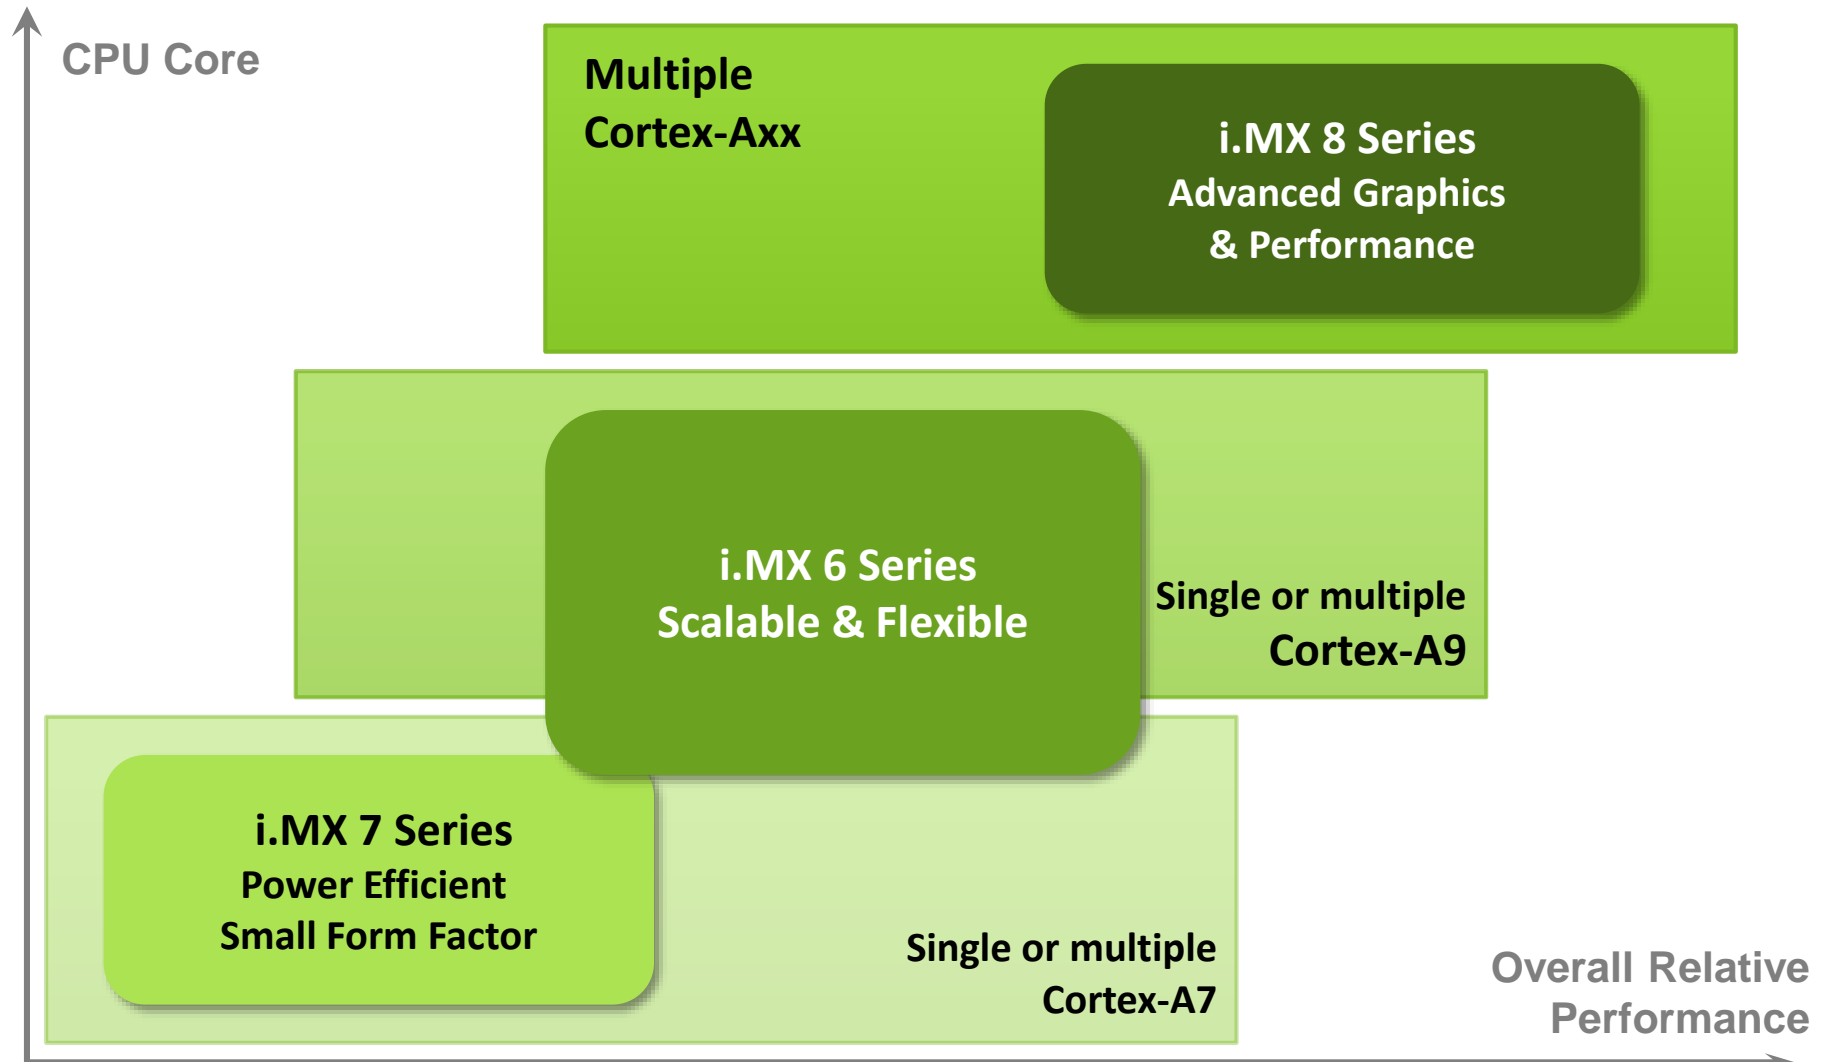 CPU Core
Multiple
Cortex-Axx
i.MX 8 Series
Advanced Graphics
& Performance
i.MX 6 Series
Scalable & Flexible
Single or multiple
Cortex-A9
i.MX 7 Series
Power Efficient
Small Form Factor
Single or multiple
Cortex-A7
Overall Relative
Performance